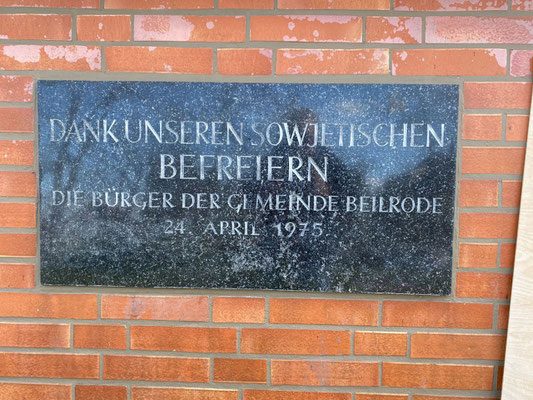 DANK UNSEREN SOWJETISCHEN
BEFREIERN
DIE BÜRGER DER GEMEINDE BEILRODE
24. APRIL 1975.